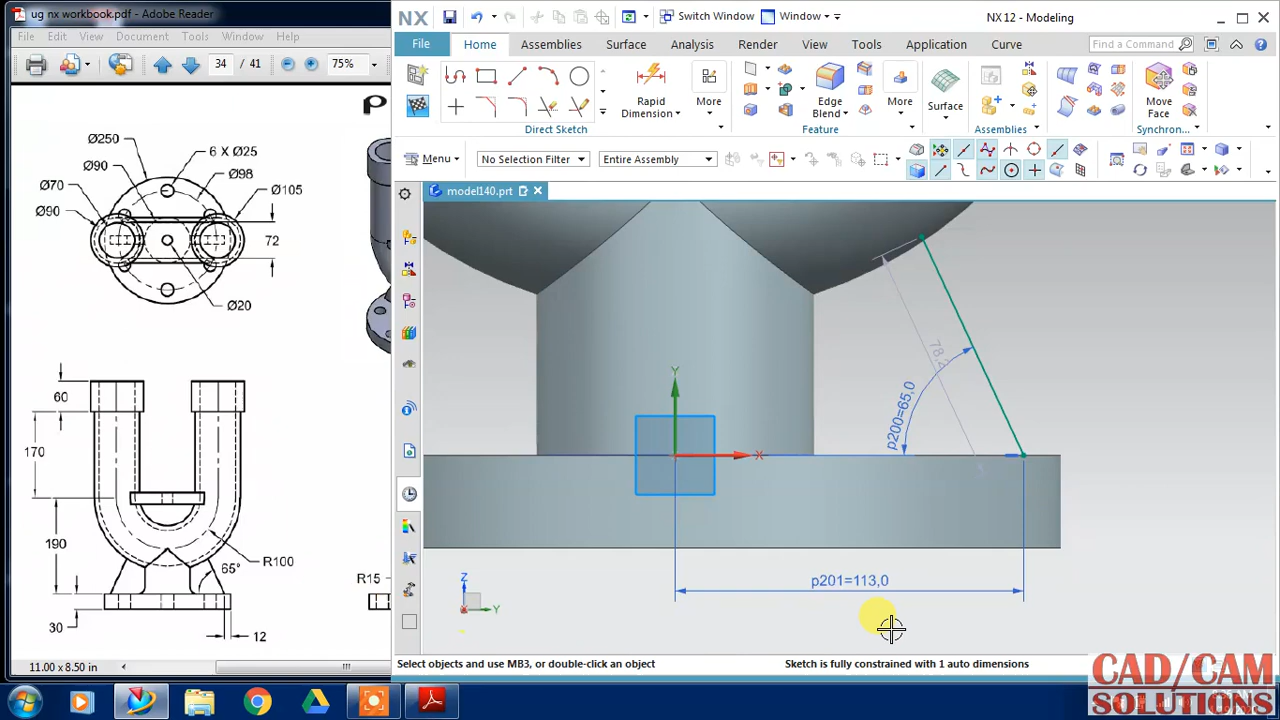 ug nx workbook.pdf - Adobe Reader
File Edit View Document Tools Window Help
34 / 41 75%
P
Ø250
6 X Ø25
Ø90
Ø98
Ø70
Ø105
Ø90
72
Ø20
60
170
190
R100
65°
R15
30
12
11.00 x 8.50 in
NX
Switch Window
Window
NX 12 - Modeling
File Home Assemblies Surface Analysis Render View Tools Application Curve
Find a Command
Rapid Dimension
More
Edge Blend
More
Surface
Move Face
Direct Sketch
Feature
Assemblies
Synchron...
Menu
No Selection Filter
Entire Assembly
model140.prt
p200=65,0
Y
X
p201=113,0
Z
Y
Select objects and use MB3, or double-click an object
Sketch is fully constrained with 1 auto dimensions
CAD/CAM
SOLUTIONS